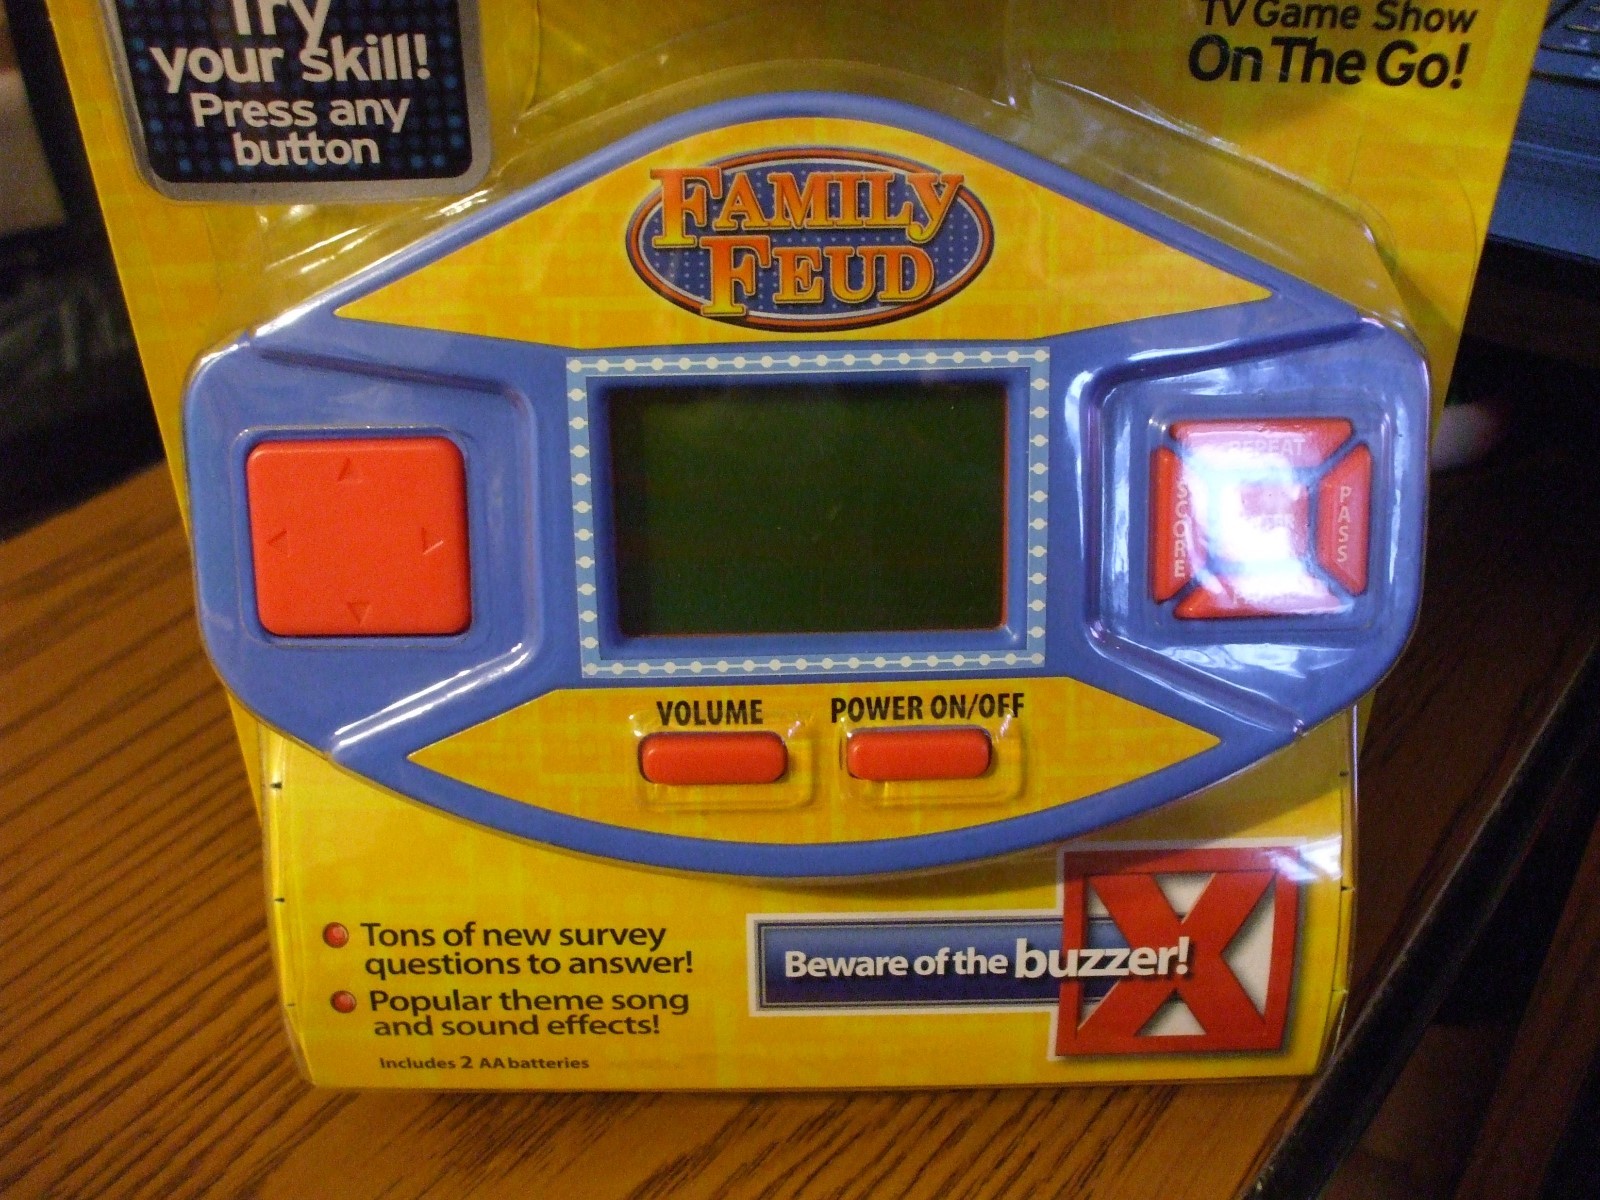 Try
your skill!
Press any
button
TV Game Show
On The Go!
FAMILY
FEUD
REPEAT
SCORE
PASS
VOLUME
POWER ON/OFF
Tons of new survey
questions to answer!
Popular theme song
and sound effects!
Includes 2 AA batteries
Beware of the buzzer!
X